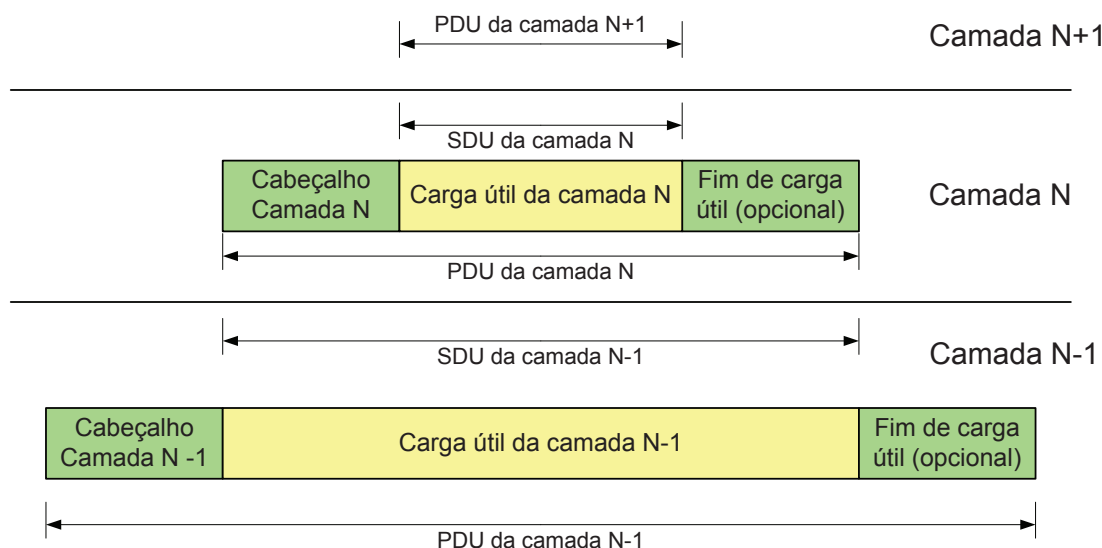 PDU da camada N+1
Camada N+1
SDU da camada N
Cabeçalho
Camada N
Carga útil da camada N
Fim de carga
útil (opcional)
Camada N
PDU da camada N
SDU da camada N-1
Camada N-1
Cabeçalho
Camada N -1
Carga útil da camada N-1
Fim de carga
útil (opcional)
PDU da camada N-1